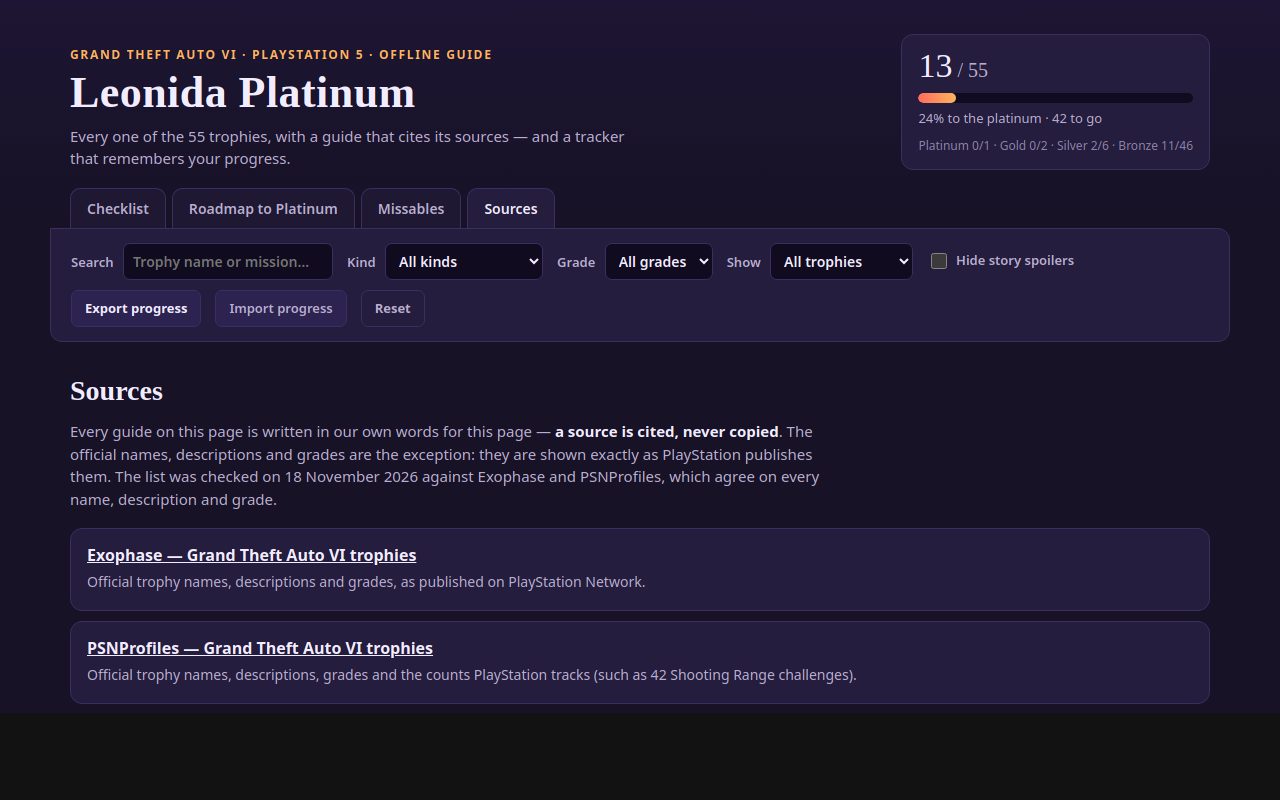 GRAND THEFT AUTO VI · PLAYSTATION 5 · OFFLINE GUIDE
Leonida Platinum
Every one of the 55 trophies, with a guide that cites its sources — and a tracker
that remembers your progress.
13 / 55
24% to the platinum · 42 to go
Platinum 0/1 · Gold 0/2 · Silver 2/6 · Bronze 11/46
Checklist
Roadmap to Platinum
Missables
Sources
Search
Trophy name or mission…
Kind
All kinds
Grade
All grades
Show
All trophies
Hide story spoilers
Export progress
Import progress
Reset
Sources
Every guide on this page is written in our own words for this page — a source is cited, never copied. The
official names, descriptions and grades are the exception: they are shown exactly as PlayStation publishes
them. The list was checked on 18 November 2026 against Exophase and PSNProfiles, which agree on every
name, description and grade.
Exophase — Grand Theft Auto VI trophies
Official trophy names, descriptions and grades, as published on PlayStation Network.
PSNProfiles — Grand Theft Auto VI trophies
Official trophy names, descriptions, grades and the counts PlayStation tracks (such as 42 Shooting Range challenges).